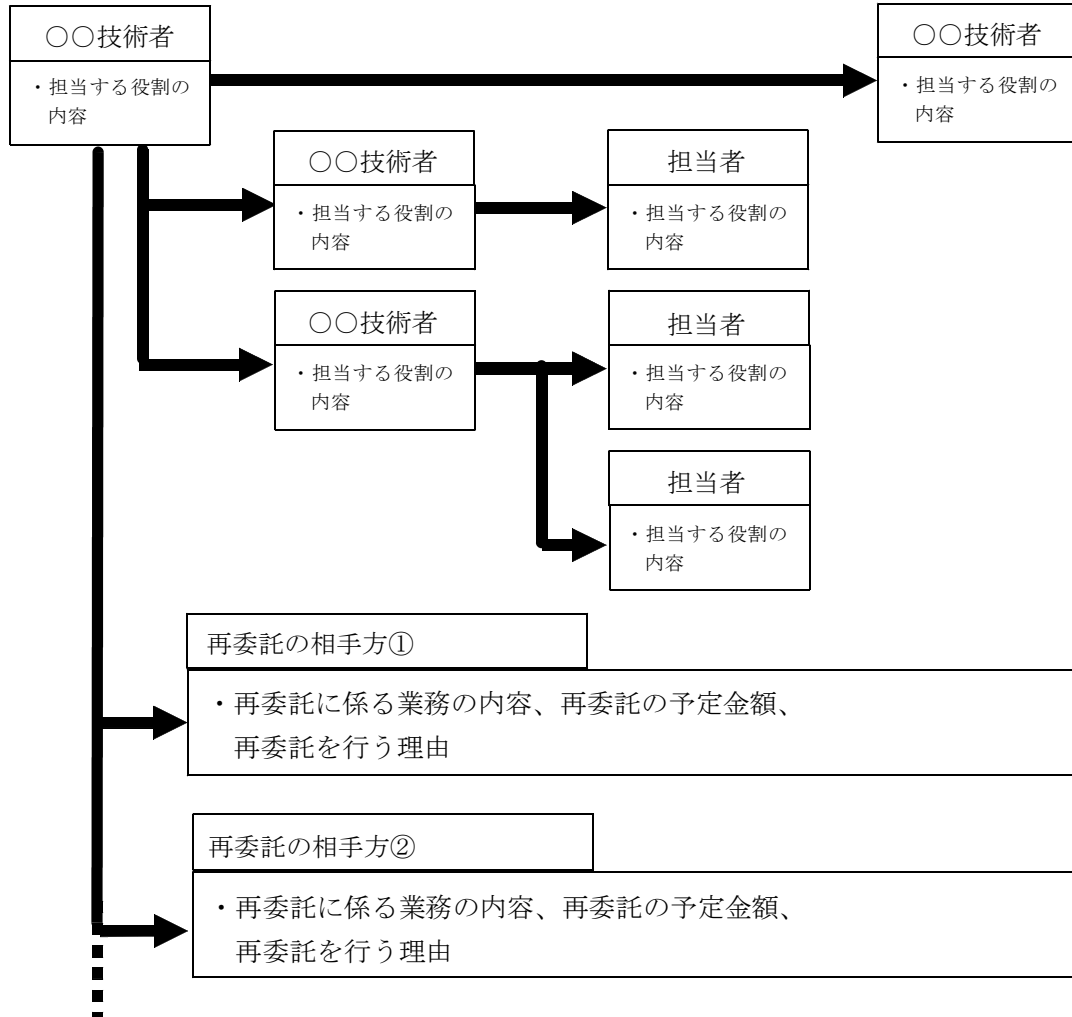 〇〇技術者
・担当する役割の
内容
〇〇技術者
・担当する役割の
内容
〇〇技術者
・担当する役割の
内容
担当者
・担当する役割の
内容
〇〇技術者
・担当する役割の
内容
担当者
・担当する役割の
内容
担当者
・担当する役割の
内容
再委託の相手方①
・再委託に係る業務の内容、再委託の予定金額、
再委託を行う理由
再委託の相手方②
・再委託に係る業務の内容、再委託の予定金額、
再委託を行う理由